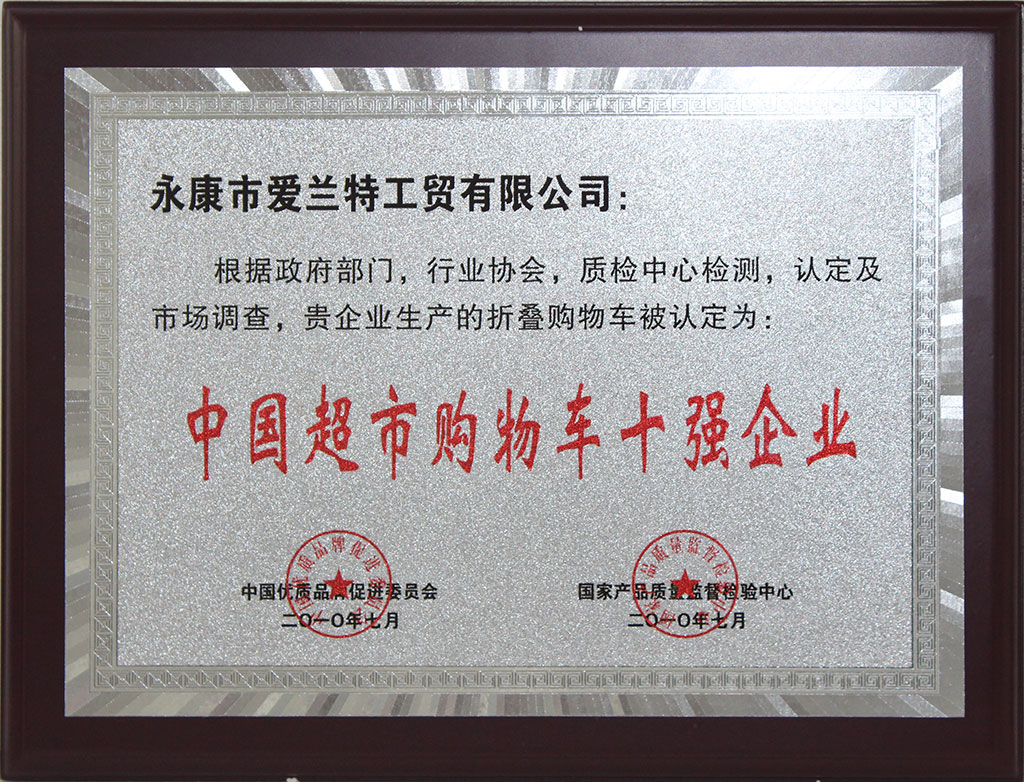 永康市爱兰特工贸有限公司：
根据政府部门，行业协会，质检中心检测，认定及
市场调查，贵企业生产的折叠购物车被认定为：
中国超市购物车十强企业
中国优质品牌促进委员会
二〇一〇年七月
国家产品质量监督检验中心
二〇一〇年七月